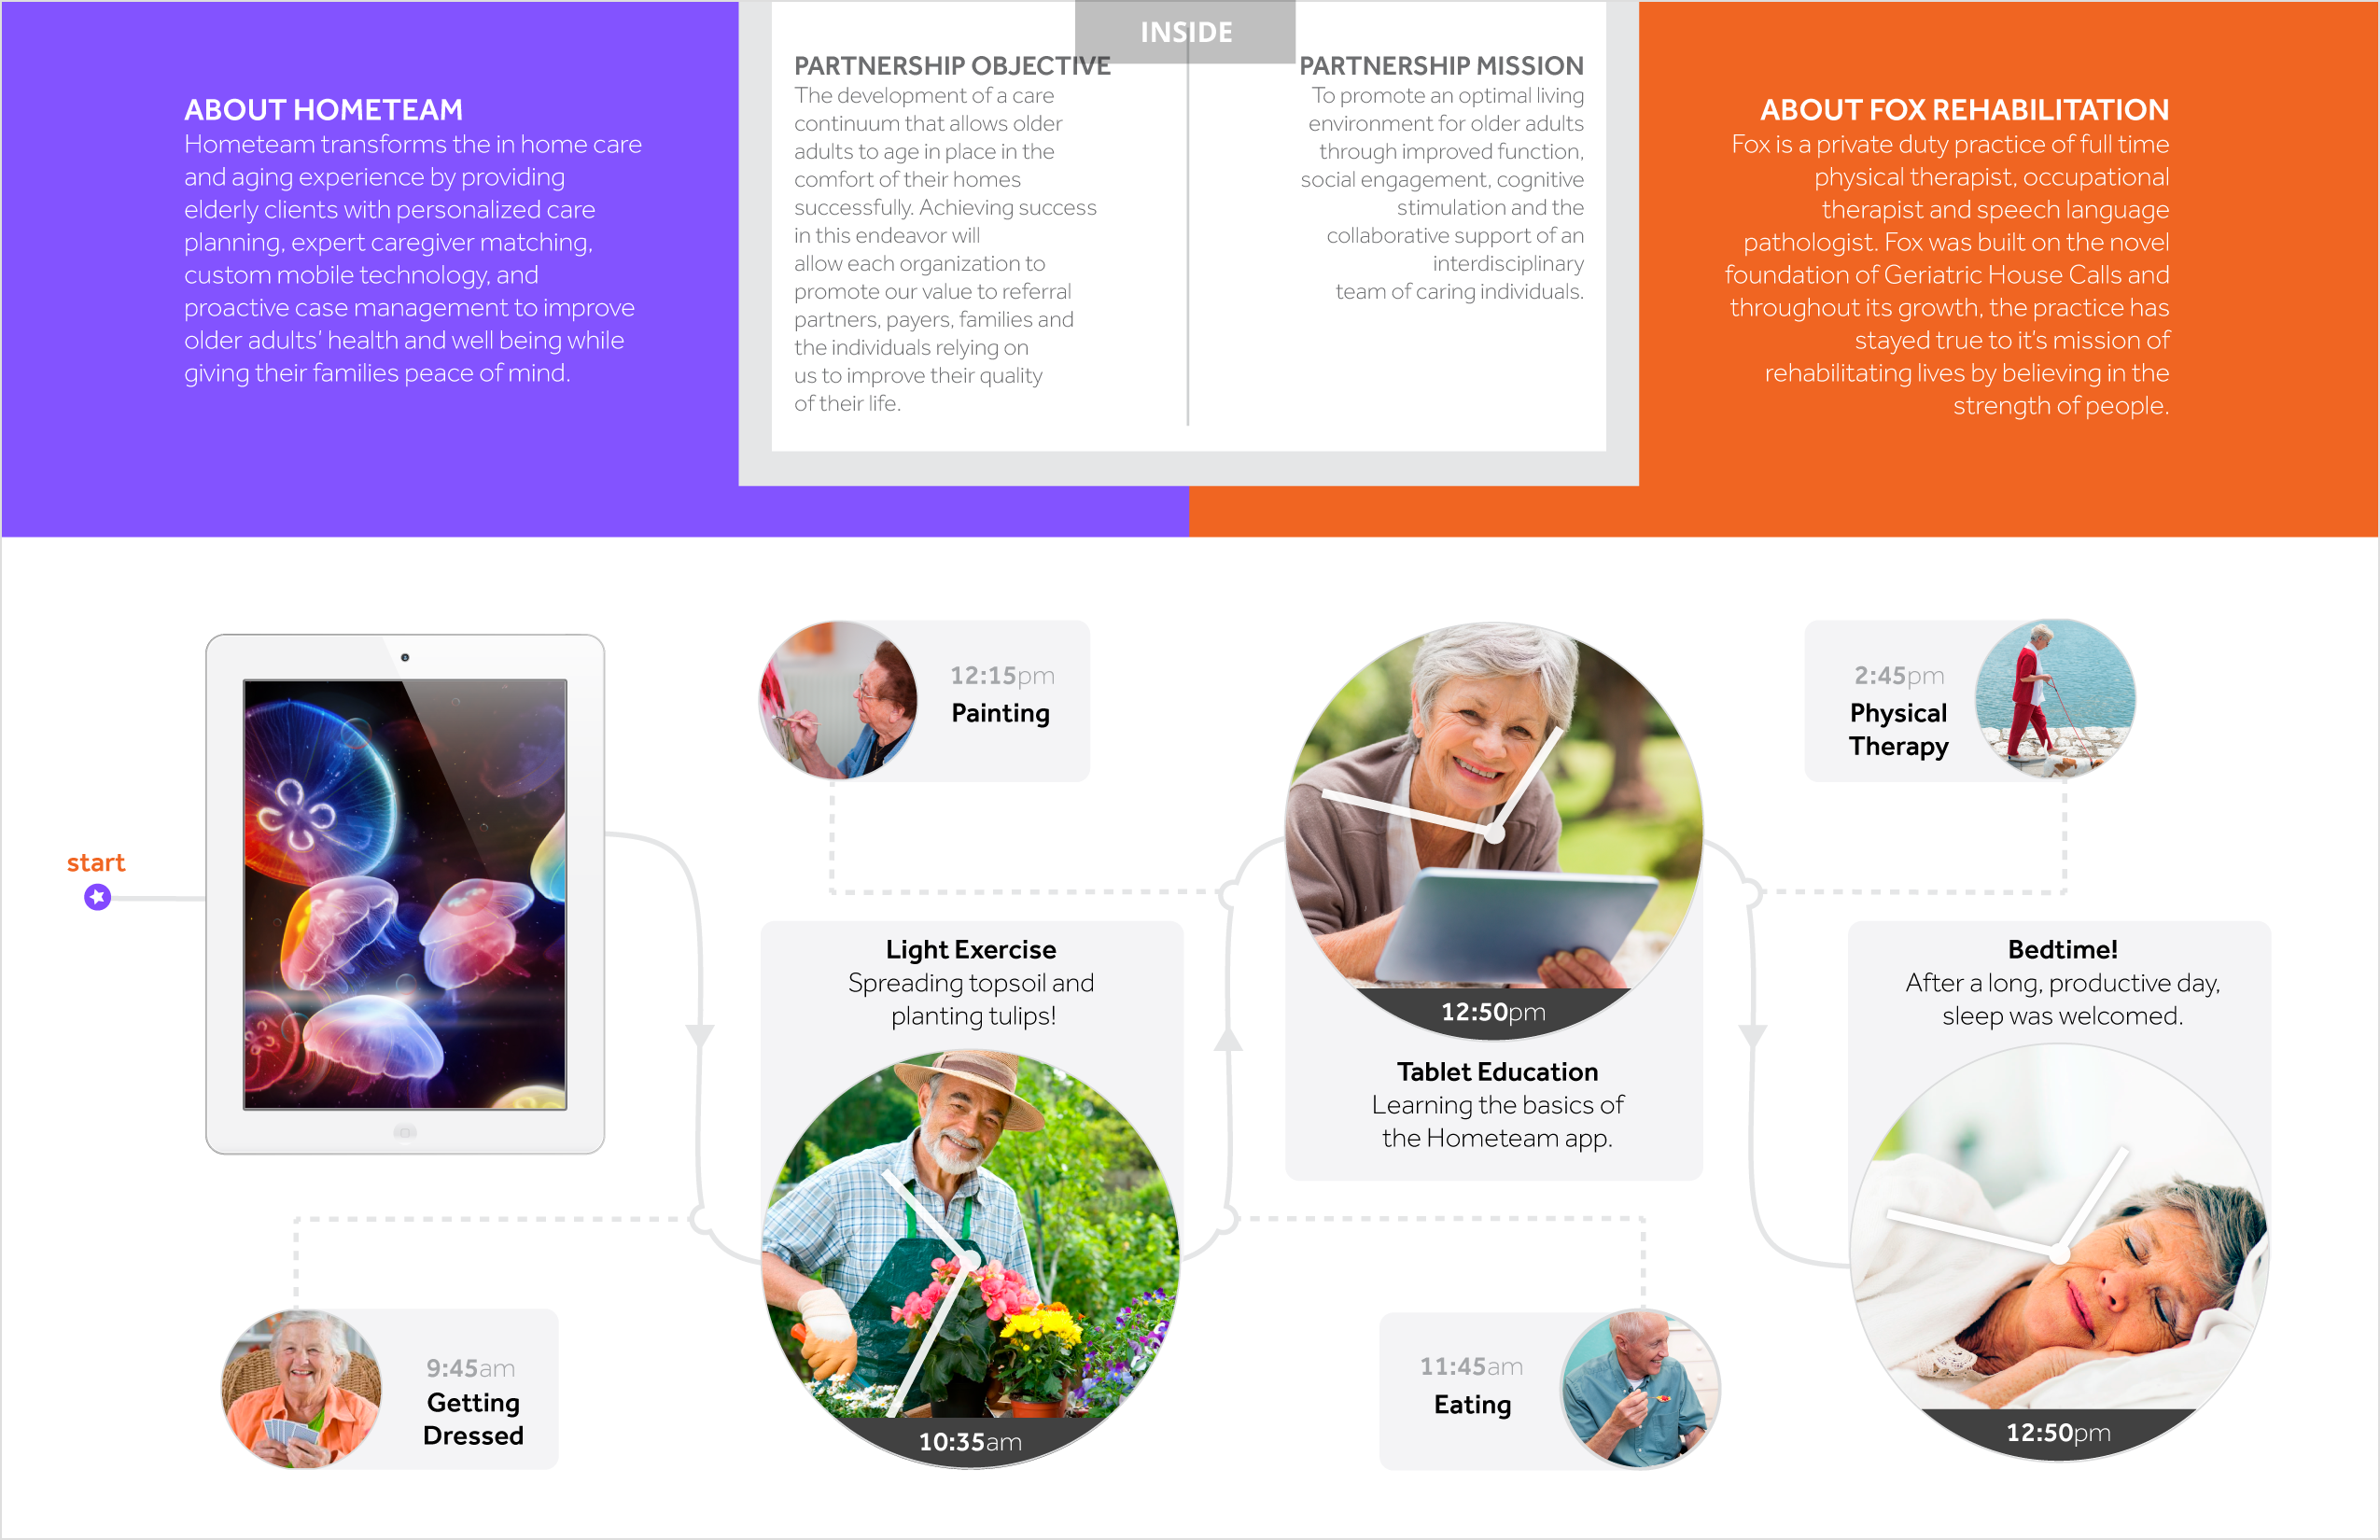 INSIDE
ABOUT HOMETEAM
Hometeam transforms the in home care
and aging experience by providing
elderly clients with personalized care
planning, expert caregiver matching,
custom mobile technology, and
proactive case management to improve
older adults' health and well being while
giving their families peace of mind.
PARTNERSHIP OBJECTIVE
The development of a care
continuum that allows older
adults to age in place in the
comfort of their homes
successfully. Achieving success
in this endeavor will
allow each organization to
promote our value to referral
partners, payers, families and
the individuals relying on
us to improve their quality
of their life.
PARTNERSHIP MISSION
To promote an optimal living
environment for older adults
through improved function,
social engagement, cognitive
stimulation and the
collaborative support of an
interdisciplinary
team of caring individuals.
ABOUT FOX REHABILITATION
Fox is a private duty practice of full time
physical therapist, occupational
therapist and speech language
pathologist. Fox was built on the novel
foundation of Geriatric House Calls and
throughout its growth, the practice has
stayed true to it's mission of
rehabilitating lives by believing in the
strength of people.
start
9:45am
Getting
Dressed
Light Exercise
Spreading topsoil and
planting tulips!
10:35am
11:45am
Eating
12:15pm
Painting
12:50pm
Tablet Education
Learning the basics of
the Hometeam app.
2:45pm
Physical
Therapy
Bedtime!
After a long, productive day,
sleep was welcomed.
12:50pm